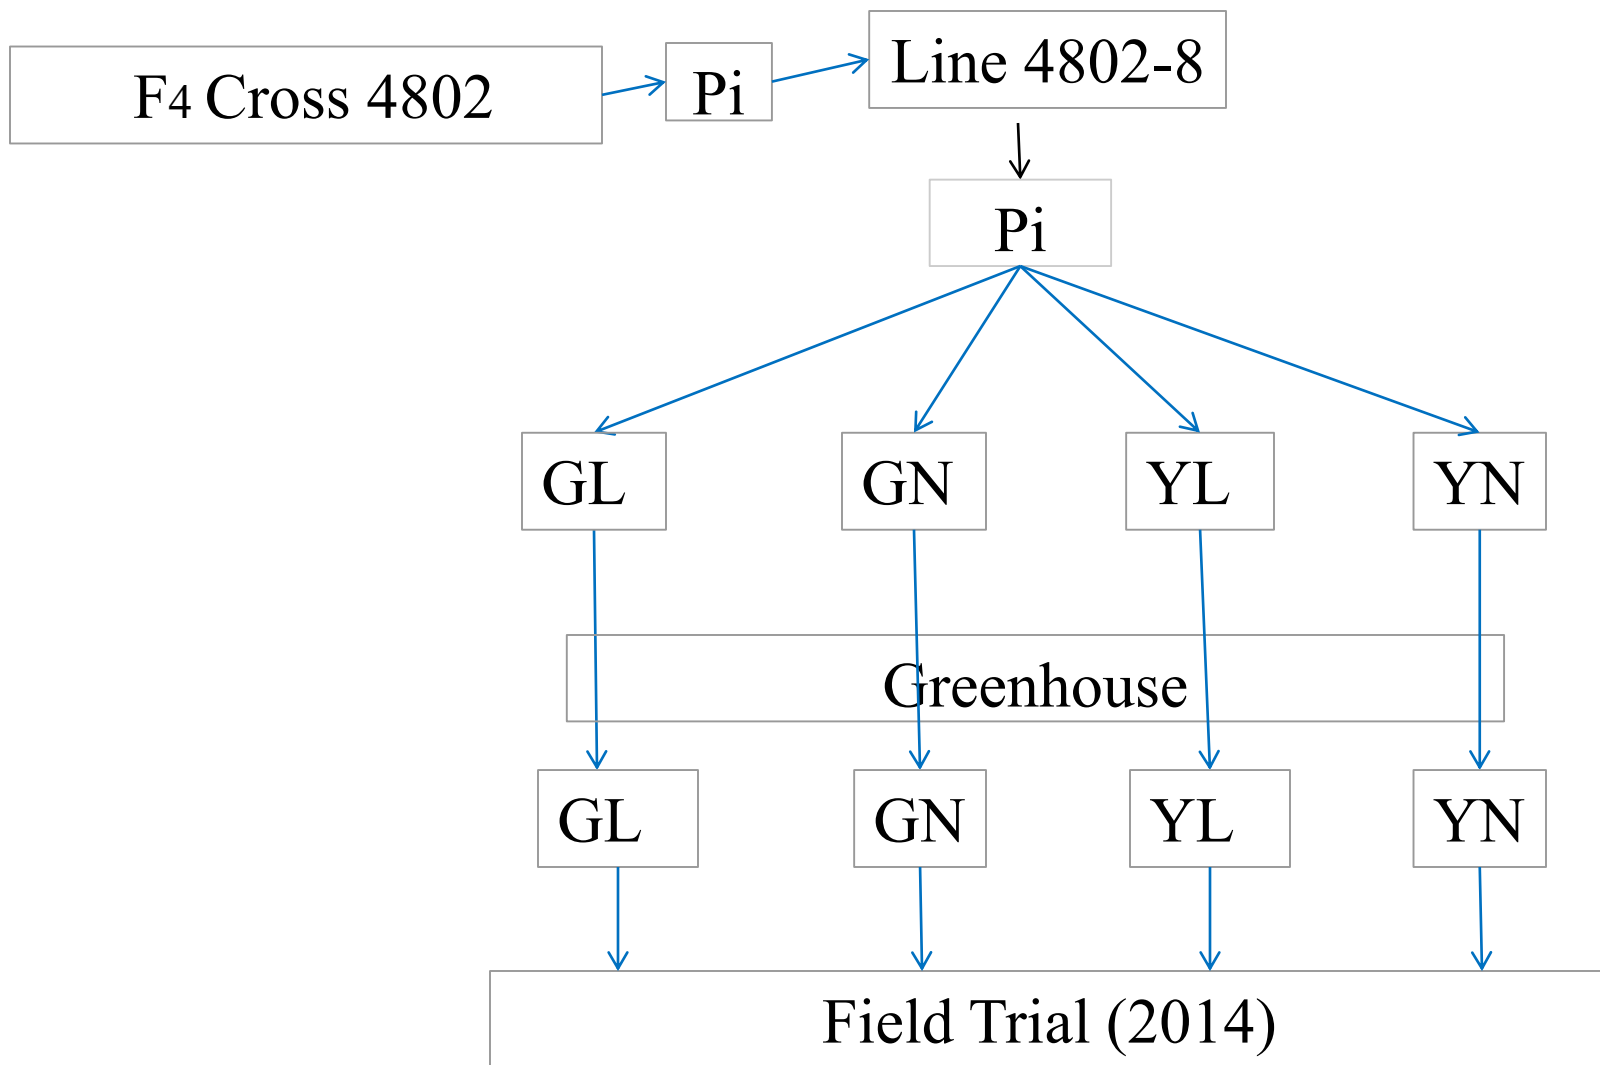 F4 Cross 4802
Pi
Line 4802-8
Pi
GL
GN
YL
YN
Greenhouse
GL
GN
YL
YN
Field Trial (2014)